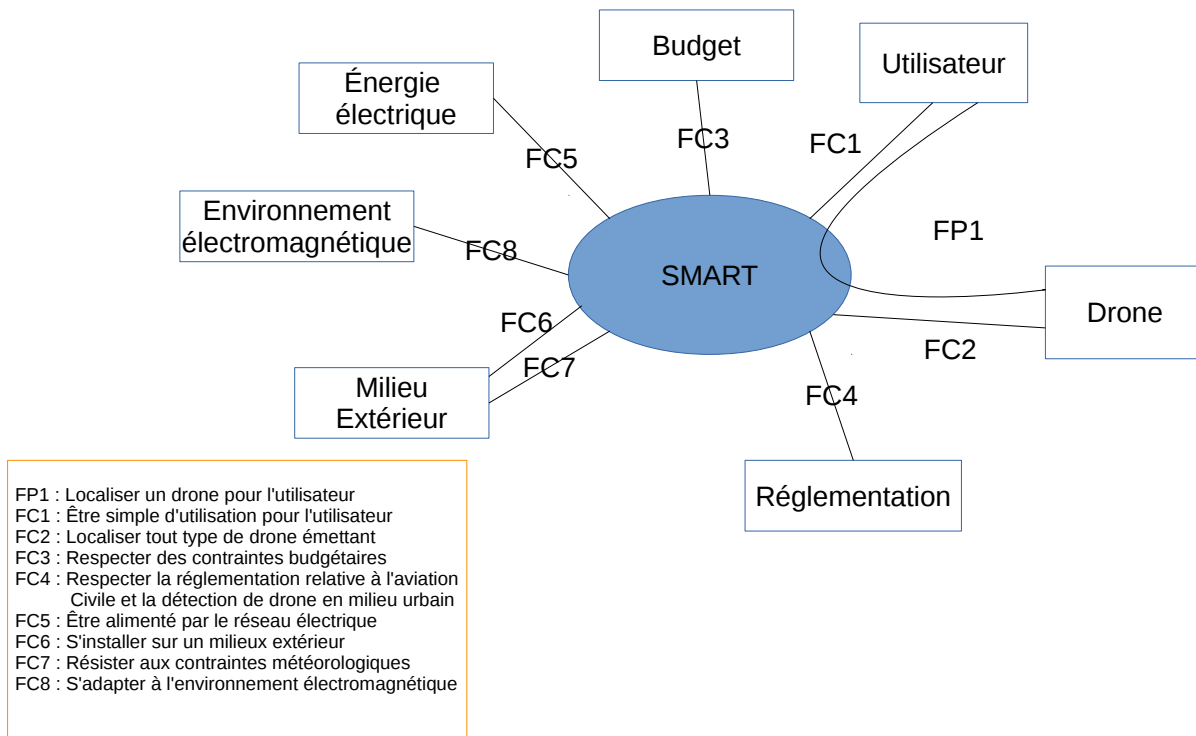 Budget
Utilisateur
Énergie
électrique
FC3
FC1
FC5
Environnement
électromagnétique
FP1
FC8
SMART
Drone
FC6
FC2
FC7
Milieu
Extérieur
FC4
Réglementation
FP1 : Localiser un drone pour l'utilisateur
FC1 : Être simple d'utilisation pour l'utilisateur
FC2 : Localiser tout type de drone émettant
FC3 : Respecter des contraintes budgétaires
FC4 : Respecter la réglementation relative à l'aviation
Civile et la détection de drone en milieu urbain
FC5 : Être alimenté par le réseau électrique
FC6 : S'installer sur un milieux extérieur
FC7 : Résister aux contraintes météorologiques
FC8 : S'adapter à l'environnement électromagnétique